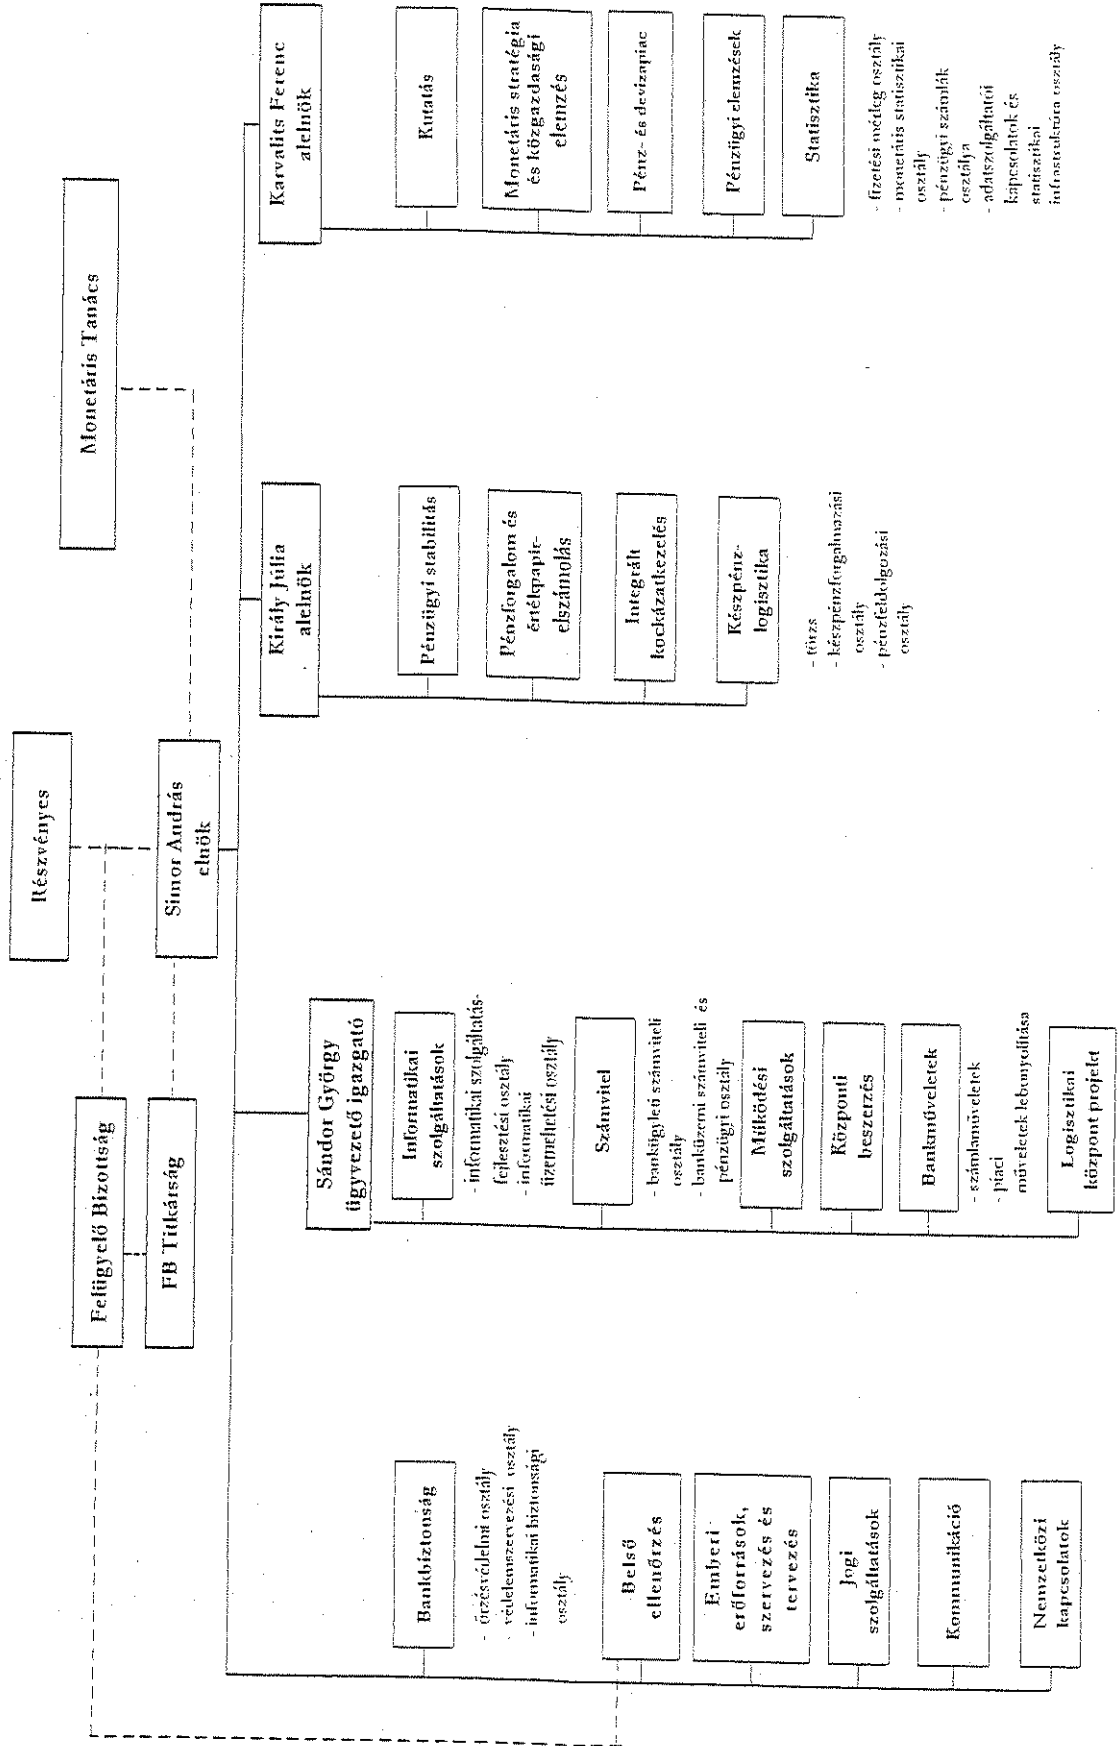 Részvényes
Monetáris Tanács
Felügyelő Bizottság
FB Titkárság
Simor András
elnök
Bankbiztonság
- őrzésvédelmi osztály
- védelemszervezési osztály
- informatikai biztonsági
osztály
Belső
ellenőrzés
Emberi
erőforrások,
szervezés és
tervezés
Jogi
szolgáltatások
Kommunikáció
Nemzetközi
kapcsolatok
Sándor György
ügyvezető igazgató
Informatikai
szolgáltatások
- informatikai szolgáltatás-
fejlesztési osztály
- informatikai
üzemeltetési osztály
Számvitel
- bankügyleti számviteli
osztály
- banküzemi számviteli és
pénzügyi osztály
Működési
szolgáltatások
Központi
beszerzés
Bankműveletek
- számlaműveletek
- piaci
műveletek lebonyolítása
Logisztikai
központ projekt
Király Júlia
alelnök
Pénzügyi stabilitás
Pénzforgalom és
értékpapír-
elszámolás
Integrált
kockázatkezelés
Készpénz-
logisztika
- törzs
- készpénzforgalmazási
osztály
- pénzfeldolgozási
osztály
Karvalits Ferenc
alelnök
Kutatás
Monetáris stratégia
és közgazdasági
elemzés
Pénz- és devizapiac
Pénzügyi elemzések
Statisztika
- fizetési mérleg osztály
- monetáris statisztikai
osztály
- pénzügyi számlák
osztálya
- adatszolgáltatói
kapcsolatok és
statisztikai
infrastruktúra osztály